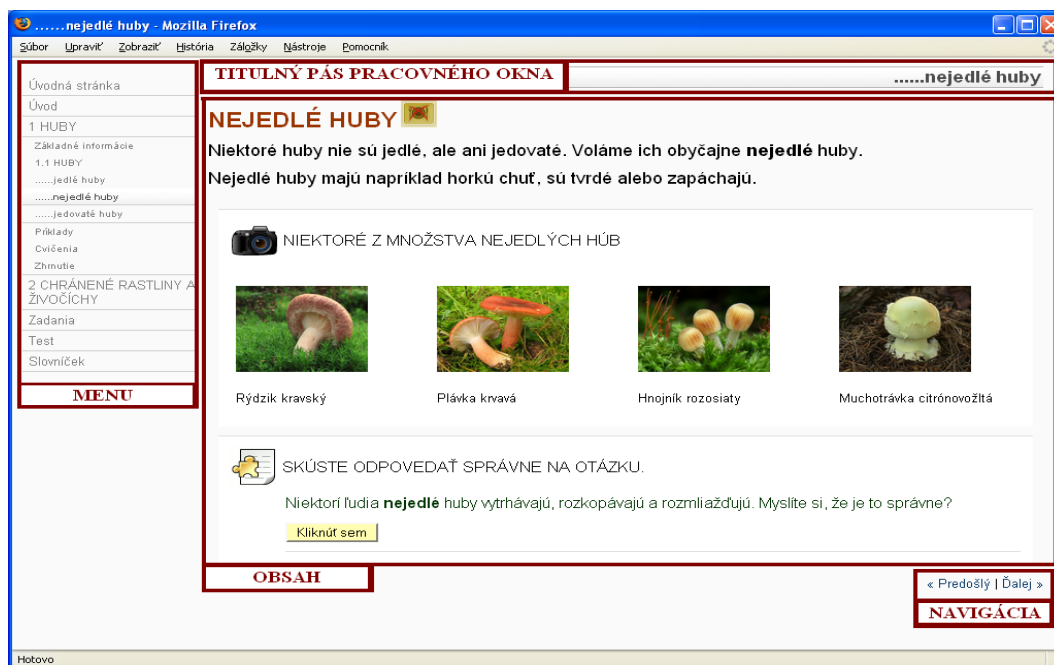 ......nejedlé huby - Mozilla Firefox
Súbor Upraviť Zobraziť História Záložky Nástroje Pomocník
Úvodná stránka
Úvod
1 HUBY
Základné informácie
1.1 HUBY
......jedlé huby
......nejedlé huby
......jedovaté huby
Príklady
Cvičenia
Zhrnutie
2 CHRÁNENÉ RASTLINY A
ŽIVOČÍCHY
Zadania
Test
Slovníček
MENU
TITULNÝ PÁS PRACOVNÉHO OKNA
......nejedlé huby
NEJEDLÉ HUBY
Niektoré huby nie sú jedlé, ale ani jedovaté. Voláme ich obyčajne nejedlé huby.
Nejedlé huby majú napríklad horkú chuť, sú tvrdé alebo zapáchajú.
NIEKTORÉ Z MNOŽSTVA NEJEDLÝCH HÚB
Rýdzik kravský Plávka krvavá Hnojník rozosiaty Muchotrávka citrónovožltá
SKÚSTE ODPOVEDAŤ SPRÁVNE NA OTÁZKU.
Niektorí ľudia nejedlé huby vytrhávajú, rozkopávajú a rozmliažďujú. Myslíte si, že je to správne?
Kliknúť sem
OBSAH
« Predošlý | Ďalej »
NAVIGÁCIA
Hotovo